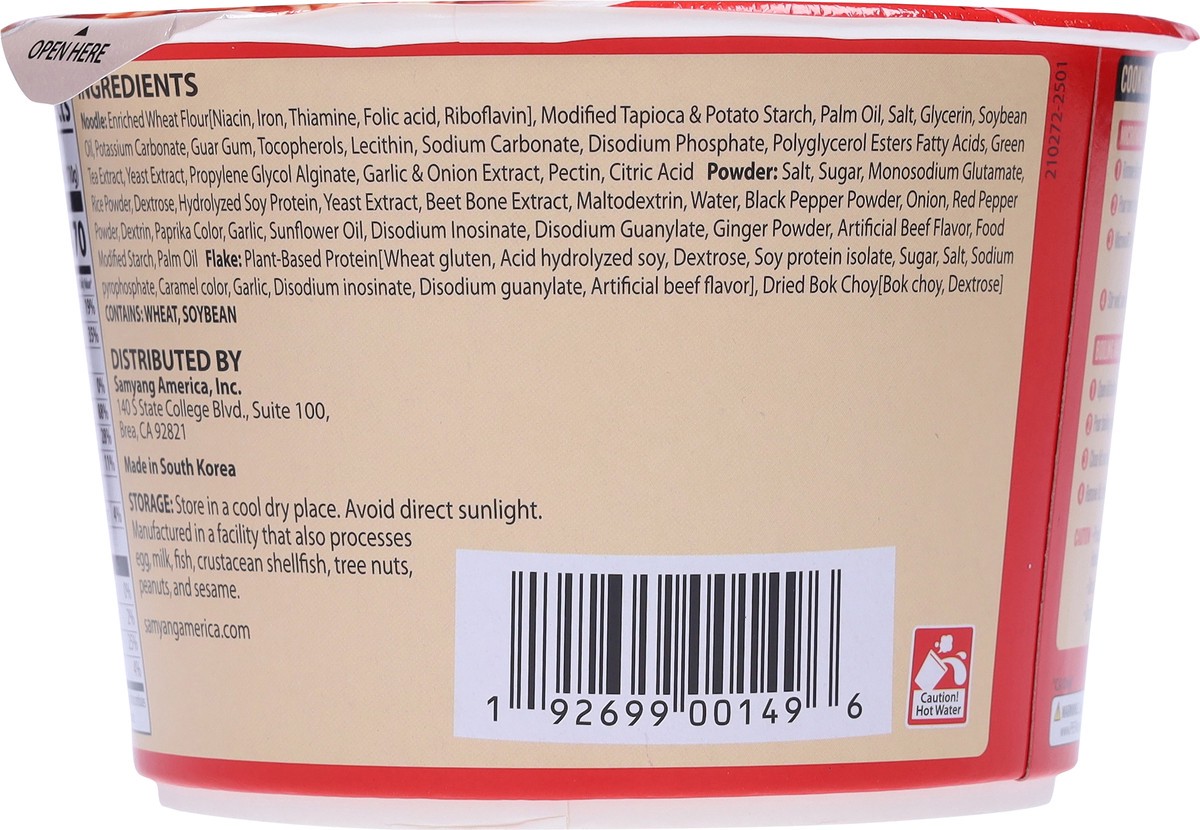 OPEN HERE
INGREDIENTS
Noodle: Enriched Wheat Flour[Niacin, Iron, Thiamine, Folic acid, Riboflavin], Modified Tapioca & Potato Starch, Palm Oil, Salt, Glycerin, Soybean
Oil, Potassium Carbonate, Guar Gum, Tocopherols, Lecithin, Sodium Carbonate, Disodium Phosphate, Polyglycerol Esters Fatty Acids, Green
Tea Extract, Yeast Extract, Propylene Glycol Alginate, Garlic & Onion Extract, Pectin, Citric Acid Powder: Salt, Sugar, Monosodium Glutamate,
Rice Powder, Dextrose, Hydrolyzed Soy Protein, Yeast Extract, Beet Bone Extract, Maltodextrin, Water, Black Pepper Powder, Onion, Red Pepper
Powder, Dextrin, Paprika Color, Garlic, Sunflower Oil, Disodium Inosinate, Disodium Guanylate, Ginger Powder, Artificial Beef Flavor, Food
Modified Starch, Palm Oil Flake: Plant-Based Protein[Wheat gluten, Acid hydrolyzed soy, Dextrose, Soy protein isolate, Sugar, Salt, Sodium
pyrophosphate, Caramel color, Garlic, Disodium inosinate, Disodium guanylate, Artificial beef flavor], Dried Bok Choy[Bok choy, Dextrose]
CONTAINS: WHEAT, SOYBEAN
DISTRIBUTED BY
Samyang America, Inc.
140 S State College Blvd., Suite 100,
Brea, CA 92821
Made in South Korea
STORAGE: Store in a cool dry place. Avoid direct sunlight.
Manufactured in a facility that also processes
egg, milk, fish, crustacean shellfish, tree nuts,
peanuts, and sesame.
samyangamerica.com
1 92699 00149 6
Caution!
Hot Water
210272-2501